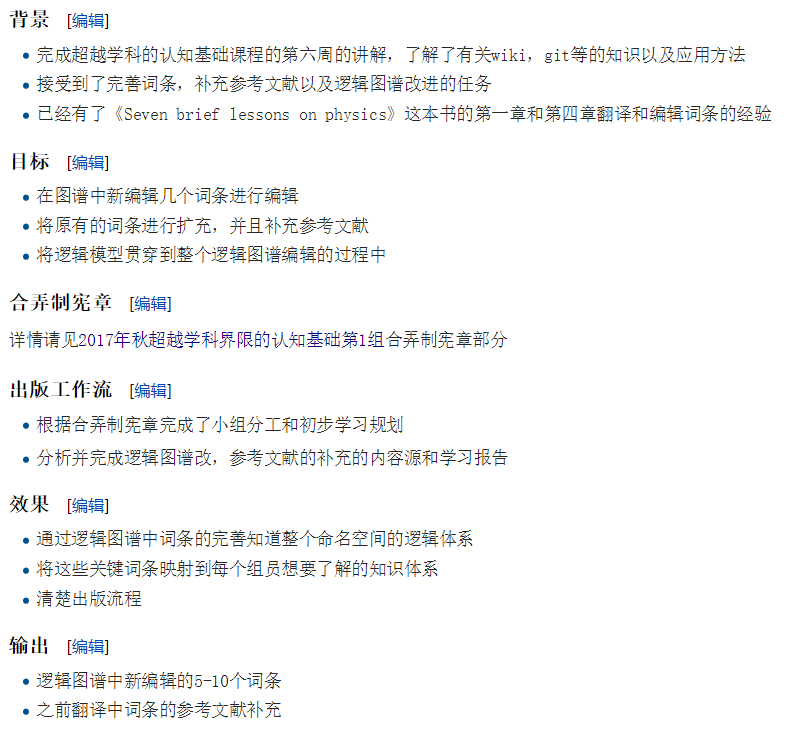 背景 [编辑]
完成超越学科的认知基础课程的第六周的讲解，了解了有关wiki，git等的知识以及应用方法
接受到了完善词条，补充参考文献以及逻辑图谱改进的任务
已经有了《Seven brief lessons on physics》这本书的第一章和第四章翻译和编辑词条的经验
目标 [编辑]
在图谱中新编辑几个词条进行编辑
将原有的词条进行扩充，并且补充参考文献
将逻辑模型贯穿到整个逻辑图谱编辑的过程中
合弄制宪章 [编辑]
详情请见2017年秋超越学科界限的认知基础第1组合弄制宪章部分
出版工作流 [编辑]
根据合弄制宪章完成了小组分工和初步学习规划
分析并完成逻辑图谱改，参考文献的补充的内容源和学习报告
效果 [编辑]
通过逻辑图谱中词条的完善知道整个命名空间的逻辑体系
将这些关键词条映射到每个组员想要了解的知识体系
清楚出版流程
输出 [编辑]
逻辑图谱中新编辑的5-10个词条
之前翻译中词条的参考文献补充